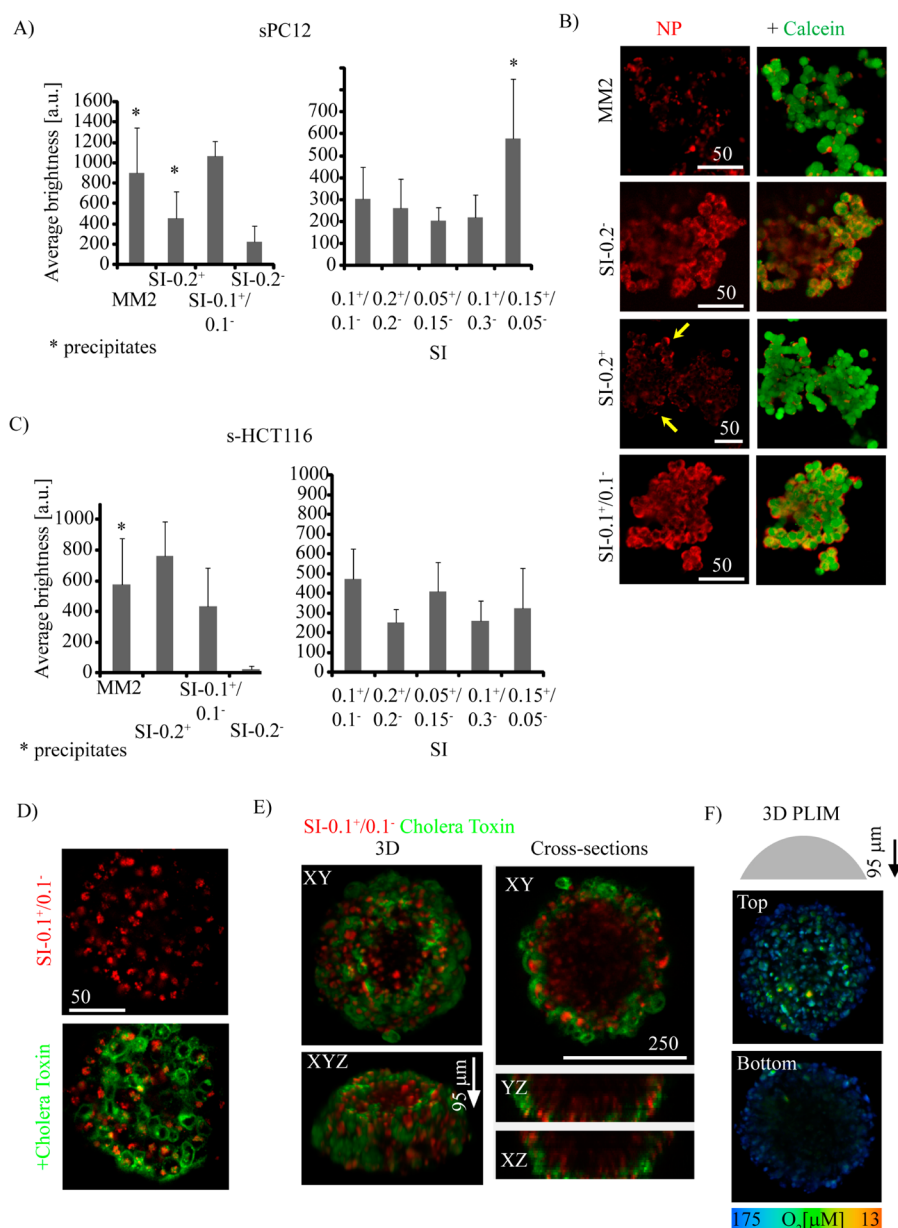 A)
sPC12
Average brightness [a.u.]
1600
1400
1200
1000
800
600
400
200
0
*
*
SI-0.2⁺
SI-0.2⁻
MM2
SI-0.1⁺/
0.1⁻
* precipitates
700
600
500
400
300
200
100
0
*
0.1⁺/ 0.2⁺/ 0.05⁺/ 0.1⁺/ 0.15⁺/
0.1⁻ 0.2⁻ 0.15⁻ 0.3⁻ 0.05⁻
SI
B)
NP
+ Calcein
MM2
50
SI-0.2⁻
50
SI-0.2⁺
50
SI-0.1⁺/0.1⁻
50
C)
s-HCT116
Average brightness [a.u.]
1000
800
600
400
200
0
*
MM2
SI-0.1⁺/
0.1⁻
SI-0.2⁺
SI-0.2⁻
* precipitates
1000
900
800
700
600
500
400
300
200
100
0
0.1⁺/ 0.2⁺/ 0.05⁺/ 0.1⁺/ 0.15⁺/
0.1⁻ 0.2⁻ 0.15⁻ 0.3⁻ 0.05⁻
SI
D)
SI-0.1⁺/0.1⁻
50
+Cholera Toxin
E)
SI-0.1⁺/0.1⁻ Cholera Toxin
3D
Cross-sections
XY
XY
250
XYZ
95 μm
YZ
XZ
F)
3D PLIM
95 μm
Top
Bottom
175 O₂[μM] 13